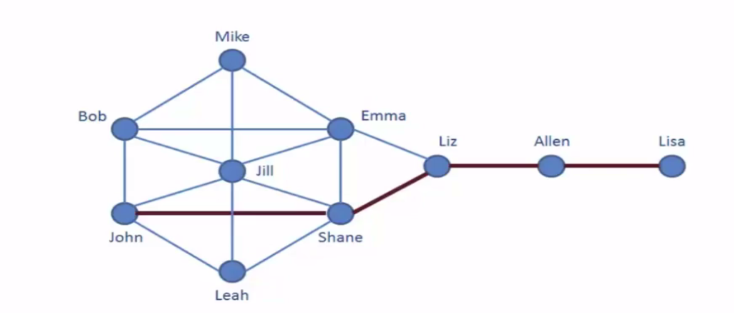 Mike
Bob
Emma
Liz
Allen
Lisa
Jill
John
Shane
Leah